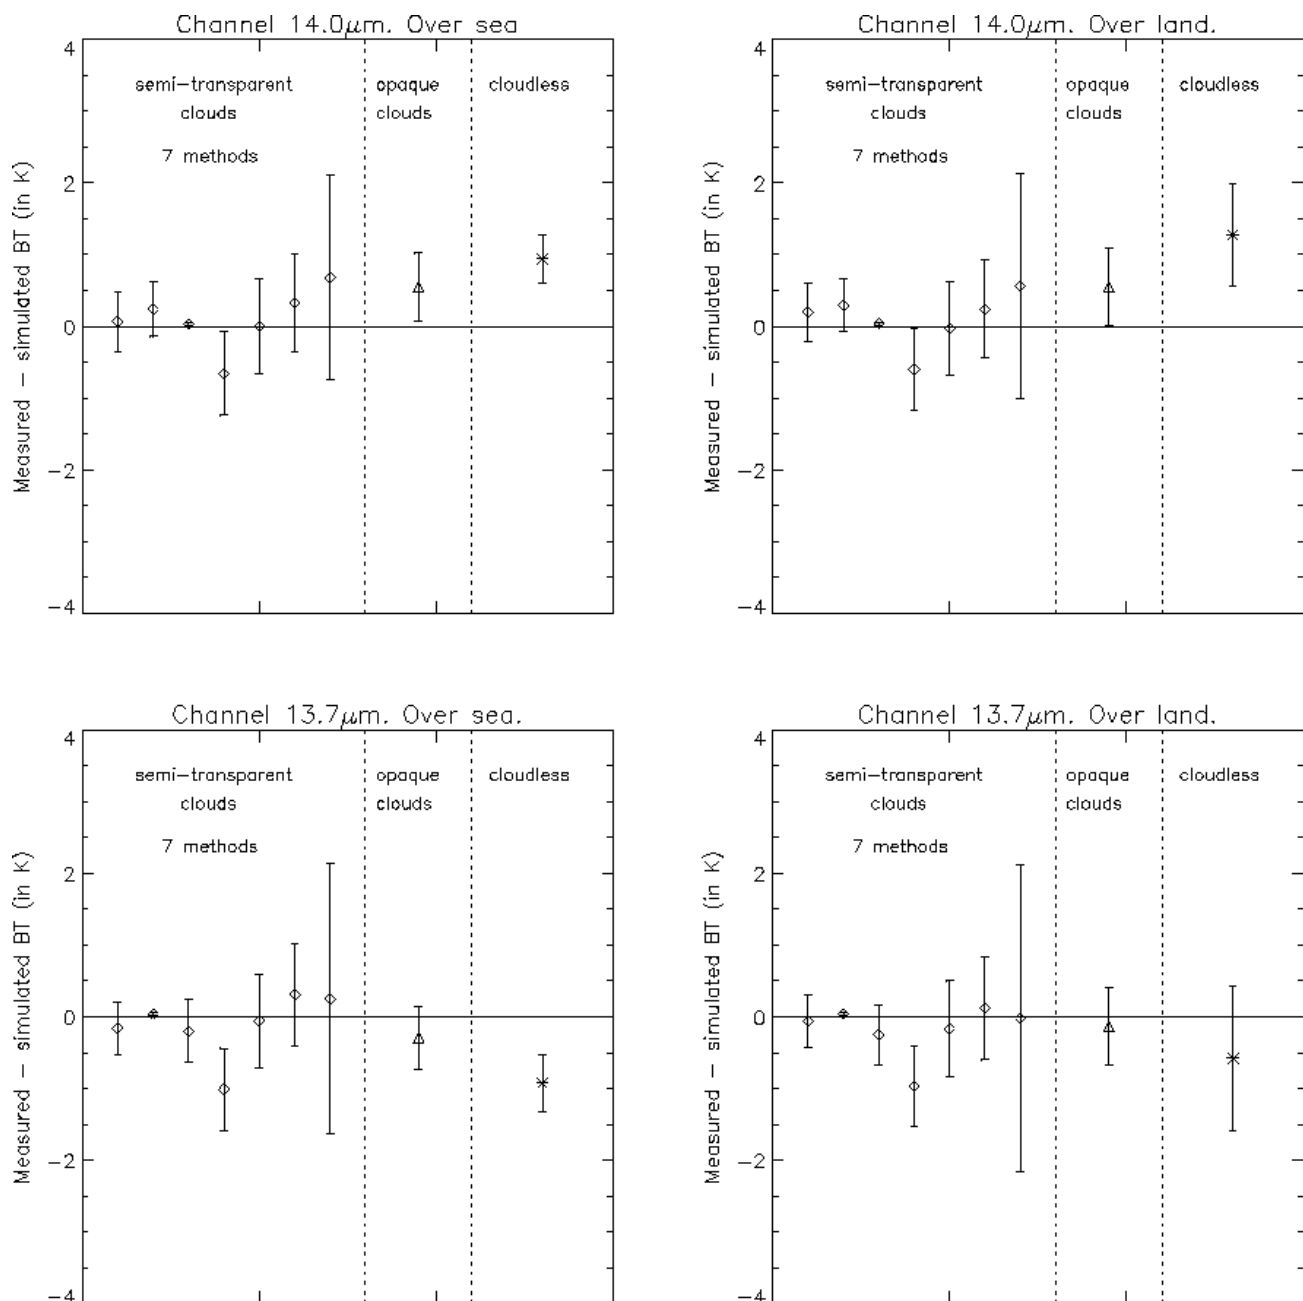 Channel 14.0μm. Over sea
4
semi-transparent
clouds
7 methods
opaque
clouds
cloudless
2
0
-2
-4
Measured - simulated BT (in K)
Channel 14.0μm. Over land.
4
semi-transparent
clouds
7 methods
opaque
clouds
cloudless
2
0
-2
-4
Measured - simulated BT (in K)
Channel 13.7μm. Over sea.
4
semi-transparent
clouds
7 methods
opaque
clouds
cloudless
2
0
-2
-4
Measured - simulated BT (in K)
Channel 13.7μm. Over land.
4
semi-transparent
clouds
7 methods
opaque
clouds
cloudless
2
0
-2
-4
Measured - simulated BT (in K)